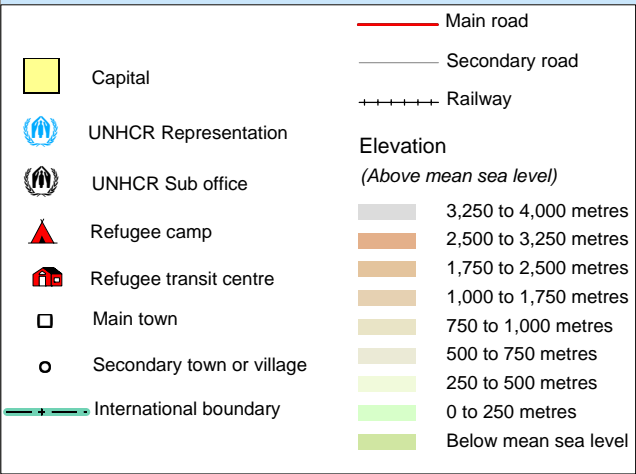 Capital
UNHCR Representation
UNHCR Sub office
Refugee camp
Refugee transit centre
Main town
Secondary town or village
International boundary
Main road
Secondary road
Railway
Elevation
(Above mean sea level)
3,250 to 4,000 metres
2,500 to 3,250 metres
1,750 to 2,500 metres
1,000 to 1,750 metres
750 to 1,000 metres
500 to 750 metres
250 to 500 metres
0 to 250 metres
Below mean sea level